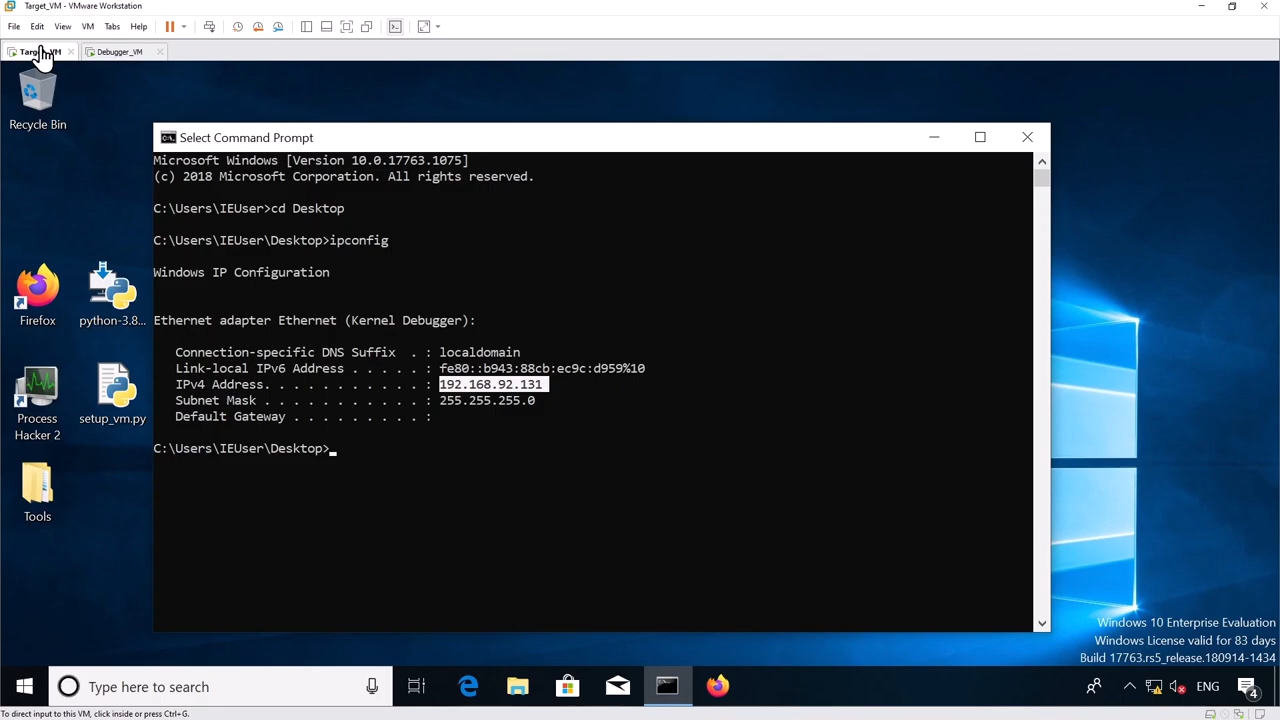 Target_VM - VMware Workstation
File Edit View VM Tabs Help
Debugger_VM
Recycle Bin
Select Command Prompt
Microsoft Windows [Version 10.0.17763.1075]
(c) 2018 Microsoft Corporation. All rights reserved.
C:\Users\IEUser>cd Desktop
C:\Users\IEUser\Desktop>ipconfig
Windows IP Configuration
Ethernet adapter Ethernet (Kernel Debugger):
Connection-specific DNS Suffix . : localdomain
Link-local IPv6 Address . . . . . : fe80::b943:88cb:ec9c:d959%10
IPv4 Address. . . . . . . . . . . : 192.168.92.131
Subnet Mask . . . . . . . . . . . : 255.255.255.0
Default Gateway . . . . . . . . . :
C:\Users\IEUser\Desktop>
Firefox
python-3.8...
Process
Hacker 2
setup_vm.py
Tools
Windows 10 Enterprise Evaluation
Windows License valid for 83 days
Build 17763.rs5_release.180914-1434
Type here to search
ENG
4
To direct input to this VM, click inside or press Ctrl+G.